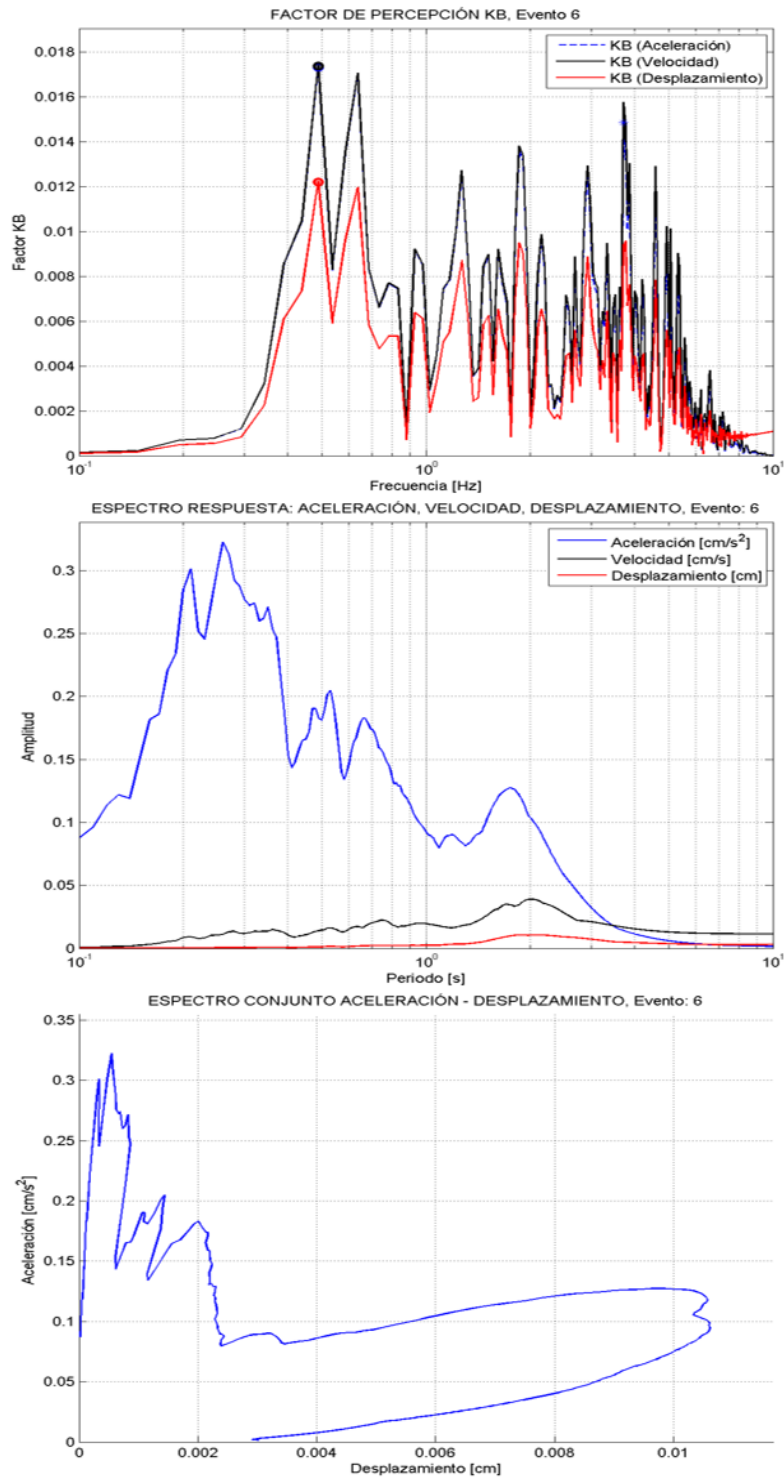 FACTOR DE PERCEPCIÓN KB, Evento 6
KB (Aceleración)
KB (Velocidad)
KB (Desplazamiento)
Factor KB
0.018
0.016
0.014
0.012
0.01
0.008
0.006
0.004
0.002
0
10⁻¹
10⁰
10¹
Frecuencia [Hz]
ESPECTRO RESPUESTA: ACELERACIÓN, VELOCIDAD, DESPLAZAMIENTO, Evento: 6
Aceleración [cm/s²]
Velocidad [cm/s]
Desplazamiento [cm]
Amplitud
0.3
0.25
0.2
0.15
0.1
0.05
0
10⁻¹
10⁰
10¹
Periodo [s]
ESPECTRO CONJUNTO ACELERACIÓN - DESPLAZAMIENTO, Evento: 6
Aceleración [cm/s²]
0.35
0.3
0.25
0.2
0.15
0.1
0.05
0
0
0.002
0.004
0.006
0.008
0.01
Desplazamiento [cm]